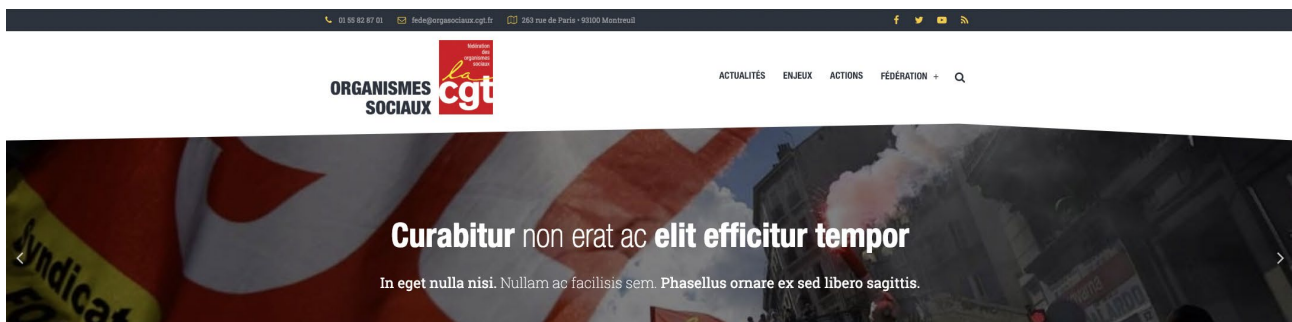 01 55 82 87 01 fede@orgasociaux.cgt.fr 263 rue de Paris • 93100 Montreuil
fédération
des
organismes
sociaux
la
cgt
ORGANISMES
SOCIAUX
ACTUALITÉS ENJEUX ACTIONS FÉDÉRATION +
Curabitur non erat ac elit efficitur tempor
In eget nulla nisi. Nullam ac facilisis sem. Phasellus ornare ex sed libero sagittis.
Syndicat